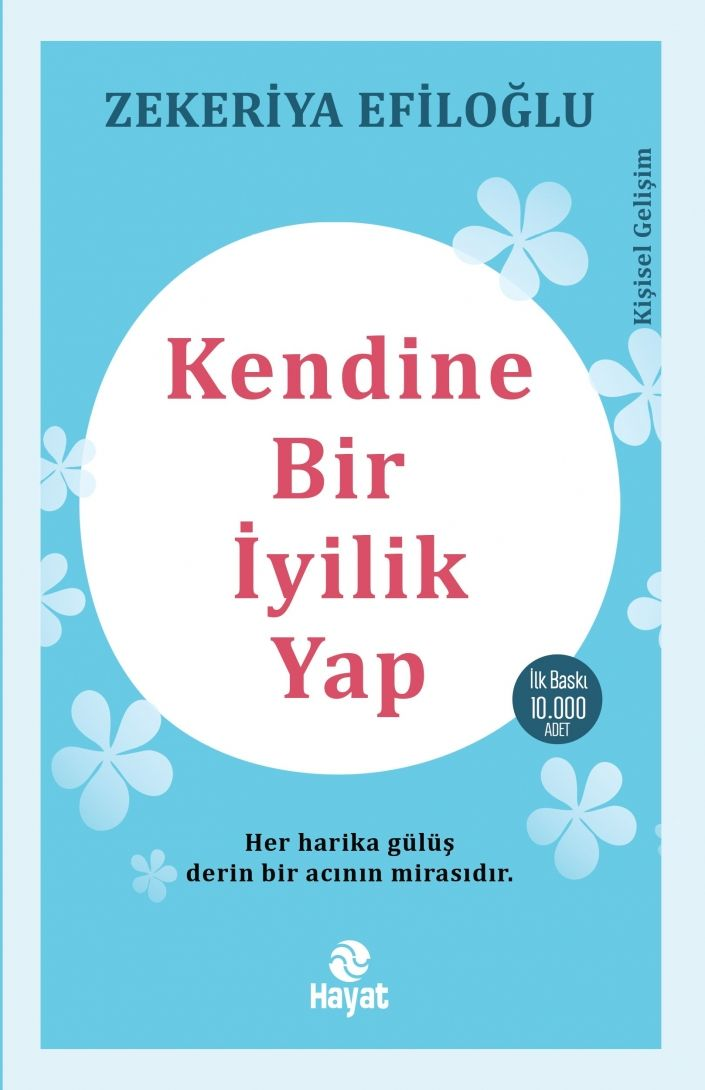 ZEKERİYA EFİLOĞLU
Kişisel Gelişim
Kendine
Bir
İyilik
Yap
İlk Baskı
10.000
ADET
Her harika gülüş
derin bir acının mirasıdır.
Hayat